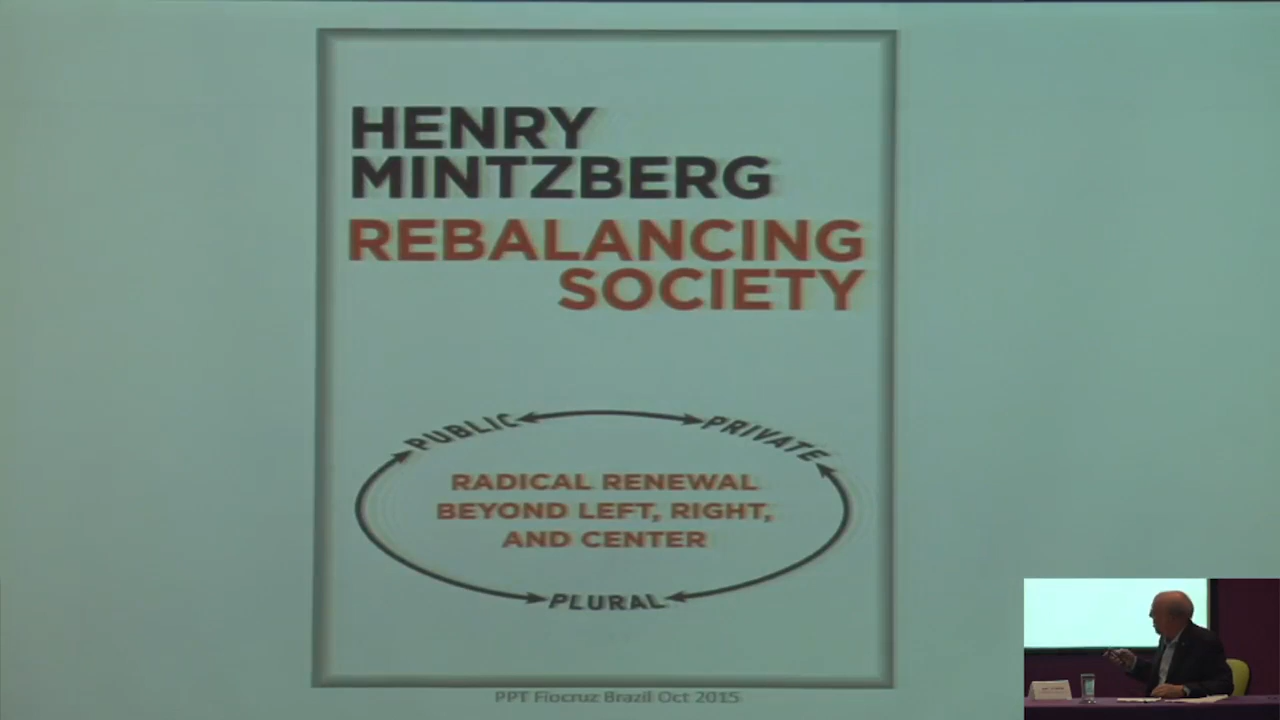 HENRY
MINTZBERG
REBALANCING
SOCIETY
PUBLIC
PRIVATE
RADICAL RENEWAL
BEYOND LEFT, RIGHT,
AND CENTER
PLURAL
PPT Fiocruz Brazil Oct 2015